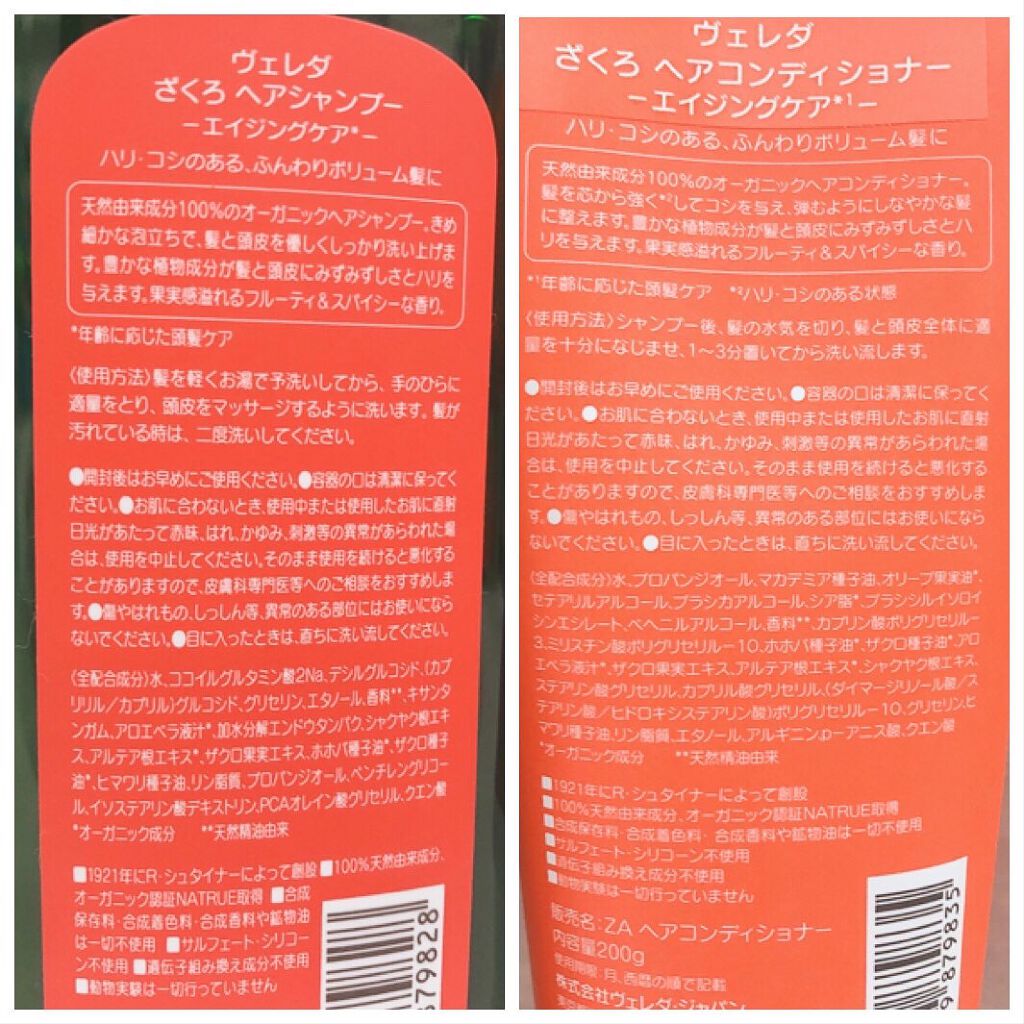 ヴェレダ
ざくろ ヘアシャンプー
－エイジングケア*－
ハリ・コシのある、ふんわりボリューム髪に
天然由来成分100%のオーガニックヘアシャンプー。きめ
細かな泡立ちで、髪と頭皮を優しくしっかり洗い上げま
す。豊かな植物成分が髪と頭皮にみずみずしさとハリを
与えます。果実感溢れるフルーティ&スパイシーな香り。
*年齢に応じた頭髪ケア
〈使用方法〉髪を軽くお湯で予洗いしてから、手のひらに
適量をとり、頭皮をマッサージするように洗います。髪が
汚れている時は、二度洗いしてください。
●開封後はお早めにご使用ください。●容器の口は清潔に保ってく
ださい。●お肌に合わないとき、使用中または使用したお肌に直射
日光があたって赤味、はれ、かゆみ、刺激等の異常があらわれた場
合は、使用を中止してください。そのまま使用を続けると悪化する
ことがありますので、皮膚科専門医等へのご相談をおすすめしま
す。●傷やはれもの、しっしん等、異常のある部位にはお使いになら
ないでください。●目に入ったときは、直ちに洗い流してください。
〈全配合成分〉水、ココイルグルタミン酸2Na、デシルグルコシド、(カプ
リリル/カプリル)グルコシド、グリセリン、エタノール、香料**、キサンタ
ンガム、アロエベラ液汁*、加水分解エンドウタンパク、シャクヤク根エキ
ス、アルテア根エキス*、ザクロ果実エキス、ホホバ種子油*、ザクロ種子
油*、ヒマワリ種子油、リン脂質、プロパンジオール、ペンチレングリコー
ル、イソステアリン酸デキストリン、PCAオレイン酸グリセリル、クエン酸
*オーガニック成分 **天然精油由来
■1921年にR・シュタイナーによって創設 ■100%天然由来成分、
オーガニック認証NATRUE取得 ■合成
保存料・合成着色料・合成香料や鉱物油
は一切不使用 ■サルフェート・シリコー
ン不使用 ■遺伝子組み換え成分不使用
■動物実験は一切行っていません
879828
ヴェレダ
ざくろ ヘアコンディショナー
－エイジングケア*1－
ハリ・コシのある、ふんわりボリューム髪に
天然由来成分100%のオーガニックヘアコンディショナー。
髪を芯から強く*2してコシを与え、弾むようにしなやかな髪
に整えます。豊かな植物成分が髪と頭皮にみずみずしさとハ
リを与えます。果実感溢れるフルーティ&スパイシーな香り。
*1年齢に応じた頭髪ケア *2ハリ・コシのある状態
〈使用方法〉シャンプー後、髪の水気を切り、髪と頭皮全体に適
量を十分になじませ、1〜3分置いてから洗い流します。
●開封後はお早めにご使用ください。●容器の口は清潔に保ってく
ださい。●お肌に合わないとき、使用中または使用したお肌に直射
日光があたって赤味、はれ、かゆみ、刺激等の異常があらわれた場
合は、使用を中止してください。そのまま使用を続けると悪化する
ことがありますので、皮膚科専門医等へのご相談をおすすめしま
す。●傷やはれもの、しっしん等、異常のある部位にはお使いになら
ないでください。●目に入ったときは、直ちに洗い流してください。
〈全配合成分〉水、プロパンジオール、マカデミア種子油、オリーブ果実油*、
セテアリルアルコール、ブラシカアルコール、シア脂*、ブラシシルイソロイ
シンエシレート、ベヘニルアルコール、香料**、カプリン酸ポリグリセリル－
3、ミリスチン酸ポリグリセリル－10、ホホバ種子油*、ザクロ種子油*、アロ
エベラ液汁*、ザクロ果実エキス、アルテア根エキス*、シャクヤク根エキス、
ステアリン酸グリセリル、カプリル酸グリセリル、(ダイマージリノール酸/ス
テアリン酸/ヒドロキシステアリン酸)ポリグリセリル－10、グリセリン、ヒ
マワリ種子油、リン脂質、エタノール、アルギニン、p－アニス酸、クエン酸
*オーガニック成分 **天然精油由来
■1921年にR・シュタイナーによって創設
■100%天然由来成分、オーガニック認証NATRUE取得
■合成保存料・合成着色料・合成香料や鉱物油は一切不使用
■サルフェート・シリコーン不使用
■遺伝子組み換え成分不使用
■動物実験は一切行っていません
販売名:ZA ヘアコンディショナー
内容量200g
使用期限:月、西暦の順で記載
株式会社ヴェレダ・ジャパン
879835